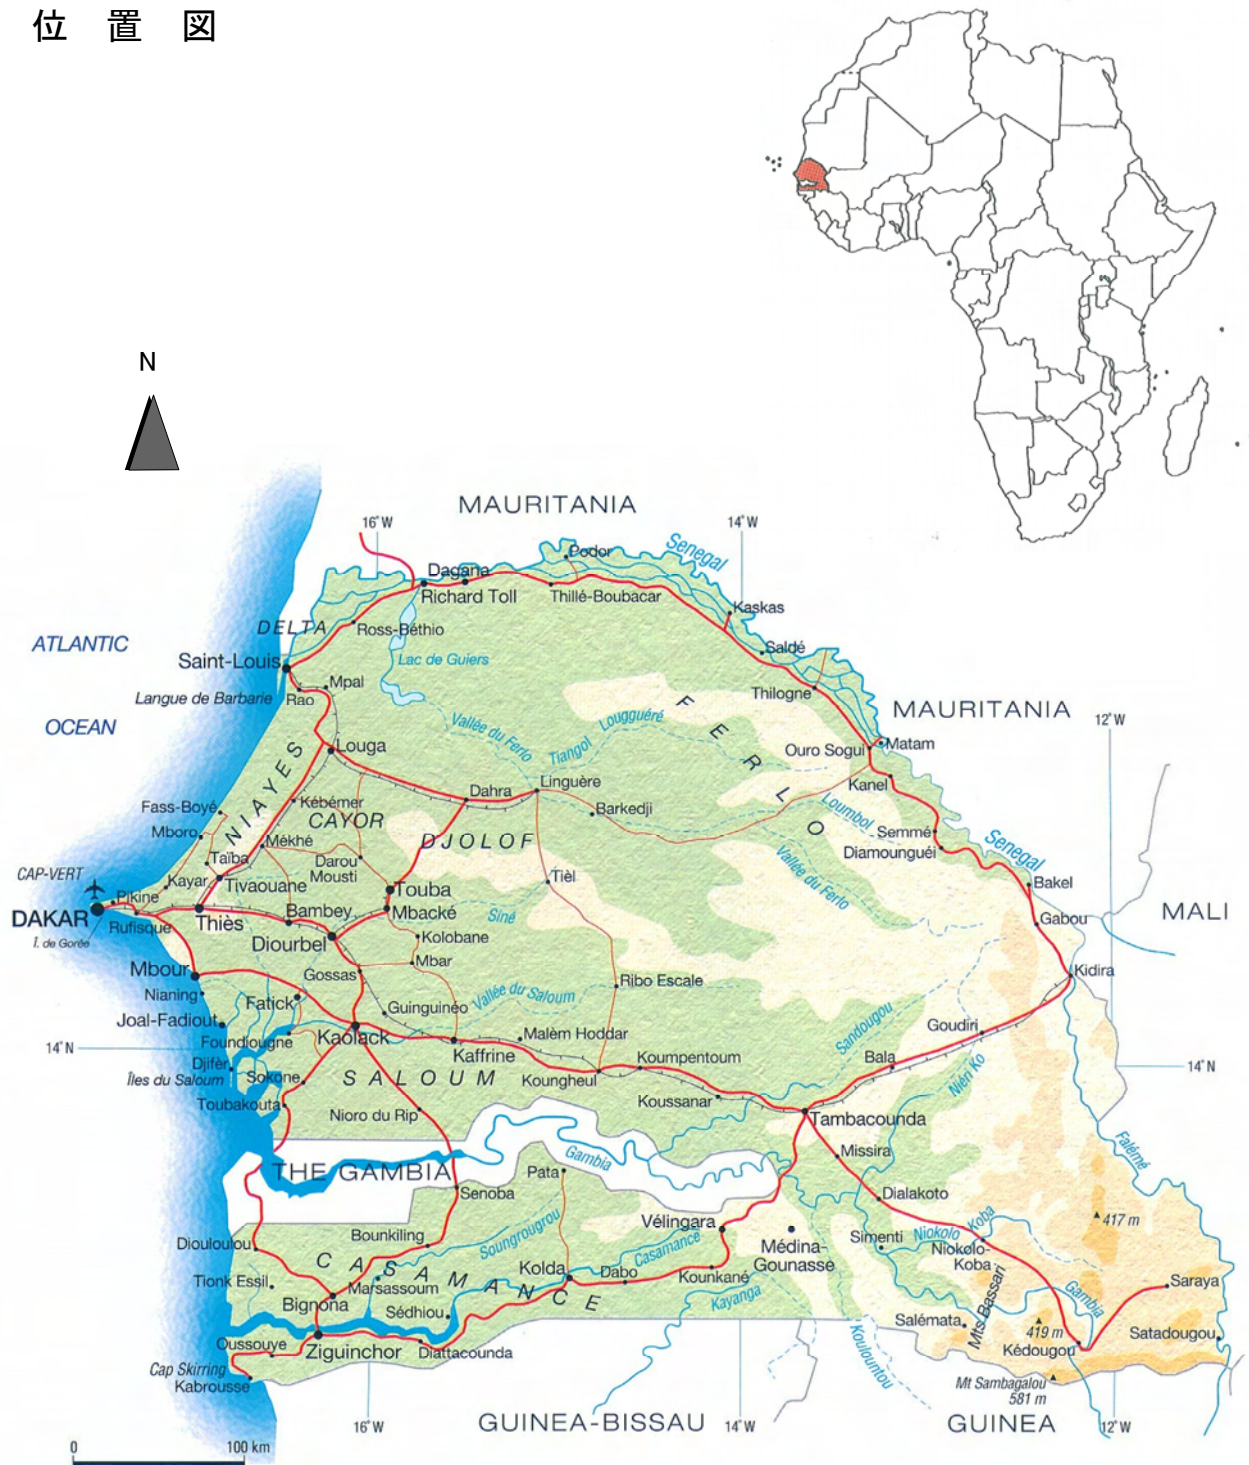 位 置 図
N
MAURITANIA
16°W
14°W
Senegal
Podor
Dagana
Richard Toll
Thillé-Boubacar
Kaskas
DELTA
Ross-Béthio
ATLANTIC
Saldé
Saint-Louis
Lac de Guiers
Langue de Barbarie
Rao
Mpal
Thilogne
OCEAN
MAURITANIA
12°W
Vallée du Ferlo
Tiangol
Lougguéré
FERLO
Louga
Ouro Sogui
Matam
Kanel
Linguère
Dahra
NIAYES
Fass-Boyé
Kébémer
Barkedji
Loumbol
CAYOR
Mboro
Mékhé
DJOLOF
Semmé
Diamounguéi
Senegal
Taïba
Darou
Mousti
Vallée du Ferlo
CAP-VERT
Kayar
Tivaouane
Touba
Tièl
Bakel
Pikine
DAKAR
Î. de Gorée
Rufisque
Thiès
Bambey
Mbacké
Siné
Gabou
MALI
Diourbel
Kolobane
Mbar
Mbour
Gossas
Kidira
Nianing
Fatick
Guinguinéo
Vallée du Saloum
Ribo Escale
Joal-Fadiout
Sandougou
Goudiri
Foundiougne
Kaolack
Malèm Hoddar
14°N
Kaffrine
Koumpentoum
Bala
Niéri Ko
14°N
Djifèr
Îles du Saloum
Sokone
SALOUM
Koungheul
Toubakouta
Koussanar
Nioro du Rip
Tambacounda
Falémé
THE GAMBIA
Gambia
Missira
Pata
Senoba
Dialakoto
417 m
Vélingara
Bounkiling
Soungrougrou
Simenti
Niokolo Koba
Niokolo-
Koba
Diouloulou
Casamance
Médina-
Gounasse
CASAMANCE
Tionk Essil
Marsassoum
Kolda
Dabo
Kounkané
Saraya
Bignona
Sédhiou
Kayanga
Mts Bassari
Gambia
Salémata
419 m
Satadougou
Oussouye
Ziguinchor
Diattacounda
Koulountou
Kédougou
Cap Skirring
Kabrousse
Mt Sambagalou
581 m
16°W
GUINEA-BISSAU
14°W
GUINEA
12°W
0
100 km